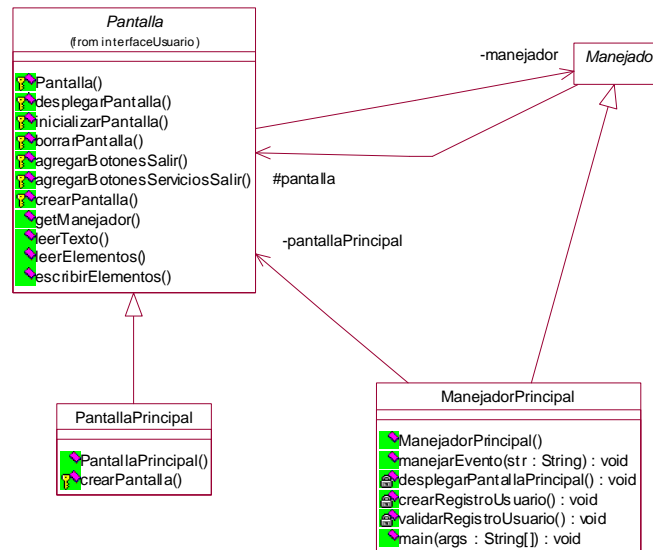 Pantalla
(from interfaceUsuario)
Pantalla()
desplegarPantalla()
inicializarPantalla()
borrarPantalla()
agregarBotonesSalir()
agregarBotonesServiciosSalir()
crearPantalla()
getManejador()
leerTexto()
leerElementos()
escribirElementos()
-manejador
Manejado
#pantalla
-pantallaPrincipal
PantallaPrincipal
PantallaPrincipal()
crearPantalla()
ManejadorPrincipal
ManejadorPrincipal()
manejarEvento(str : String) : void
desplegarPantallaPrincipal() : void
crearRegistroUsuario() : void
validarRegistroUsuario() : void
main(args : String[]) : void